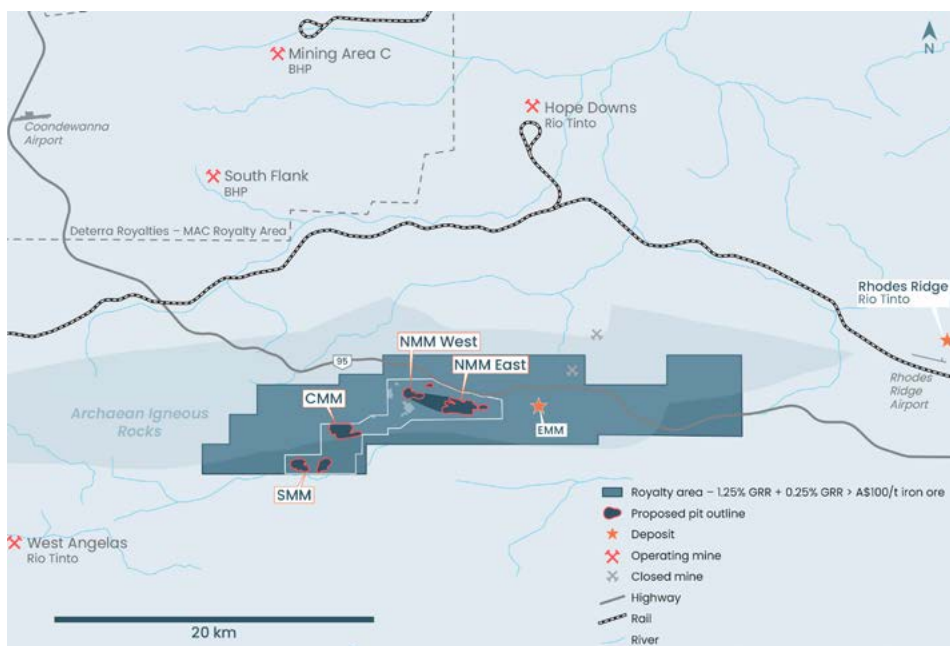 N
Mining Area C
BHP
Hope Downs
Rio Tinto
Coondewanna
Airport
South Flank
BHP
Deterra Royalties – MAC Royalty Area
Rhodes Ridge
Rio Tinto
NMM West
95
NMM East
Rhodes
Ridge
Airport
CMM
Archaean Igneous
Rocks
EMM
SMM
West Angelas
Rio Tinto
20 km
Royalty area – 1.25% GRR + 0.25% GRR > A$100/t iron ore
Proposed pit outline
Deposit
Operating mine
Closed mine
Highway
Rail
River